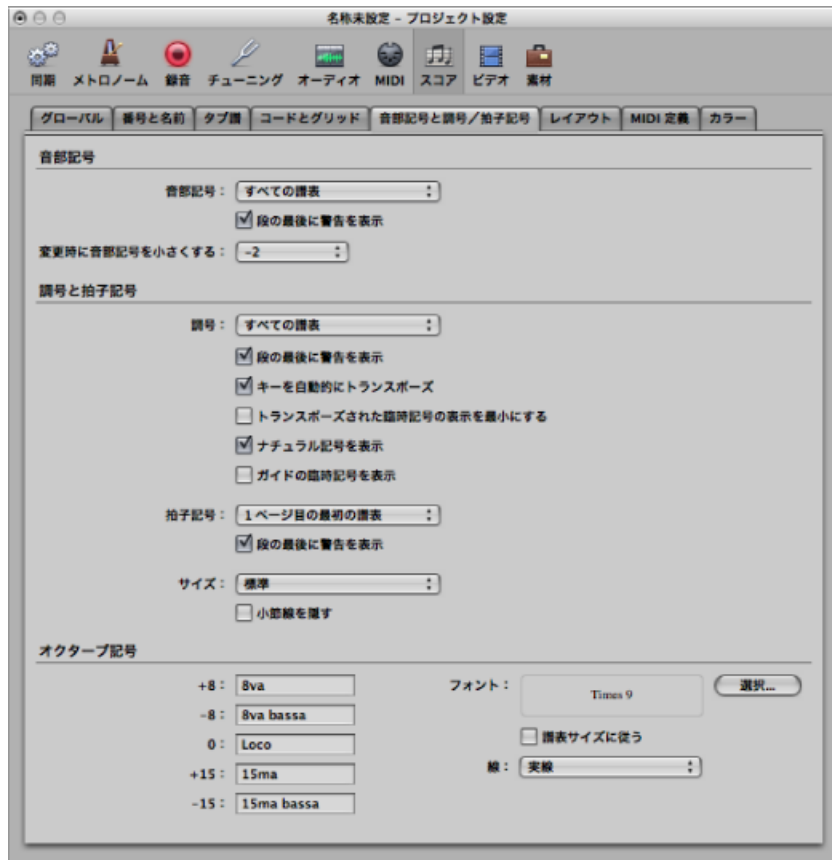 名称未設定 – プロジェクト設定
同期 メトロノーム 録音 チューニング オーディオ MIDI スコア ビデオ 素材
グローバル 番号と名前 タブ譜 コードとグリッド 音部記号と調号／拍子記号 レイアウト MIDI 定義 カラー
音部記号
音部記号： すべての譜表
段の最後に警告を表示
変更時に音部記号を小さくする： -2
調号と拍子記号
調号： すべての譜表
段の最後に警告を表示
キーを自動的にトランスポーズ
トランスポーズされた臨時記号の表示を最小にする
ナチュラル記号を表示
ガイドの臨時記号を表示
拍子記号： 1ページ目の最初の譜表
段の最後に警告を表示
サイズ： 標準
小節線を隠す
オクターブ記号
+8： 8va フォント： Times 9 選択...
-8： 8va bassa
0： Loco 譜表サイズに従う
+15： 15ma 線： 実線
-15： 15ma bassa